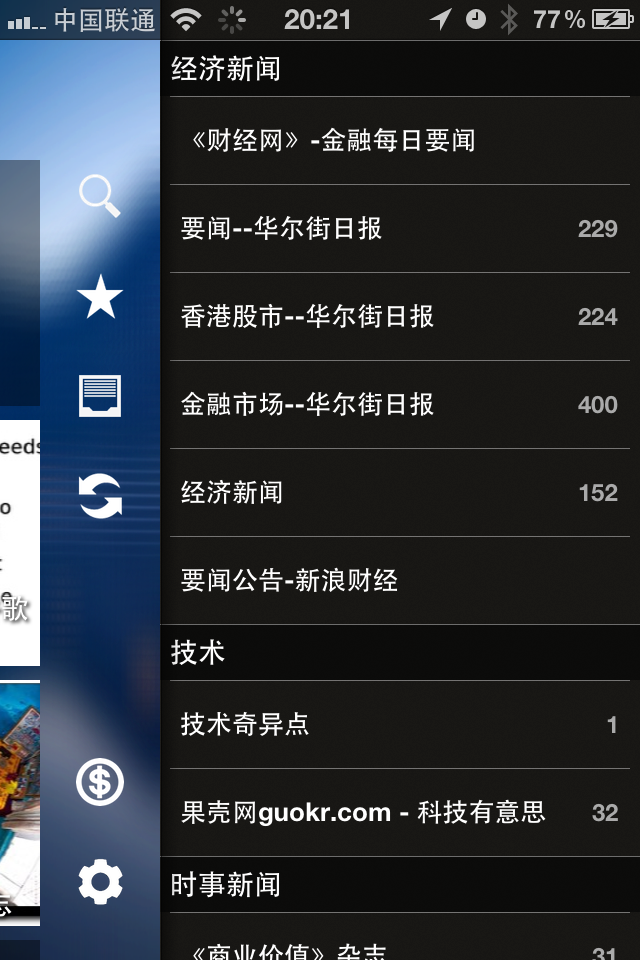 中国联通 20:21 77%
经济新闻
《财经网》-金融每日要闻
要闻--华尔街日报 229
香港股市--华尔街日报 224
金融市场--华尔街日报 400
eeds
经济新闻 152
o
要闻公告-新浪财经
歌
技术
技术奇异点 1
果壳网guokr.com - 科技有意思 32
时事新闻
志
《商业价值》杂志 31